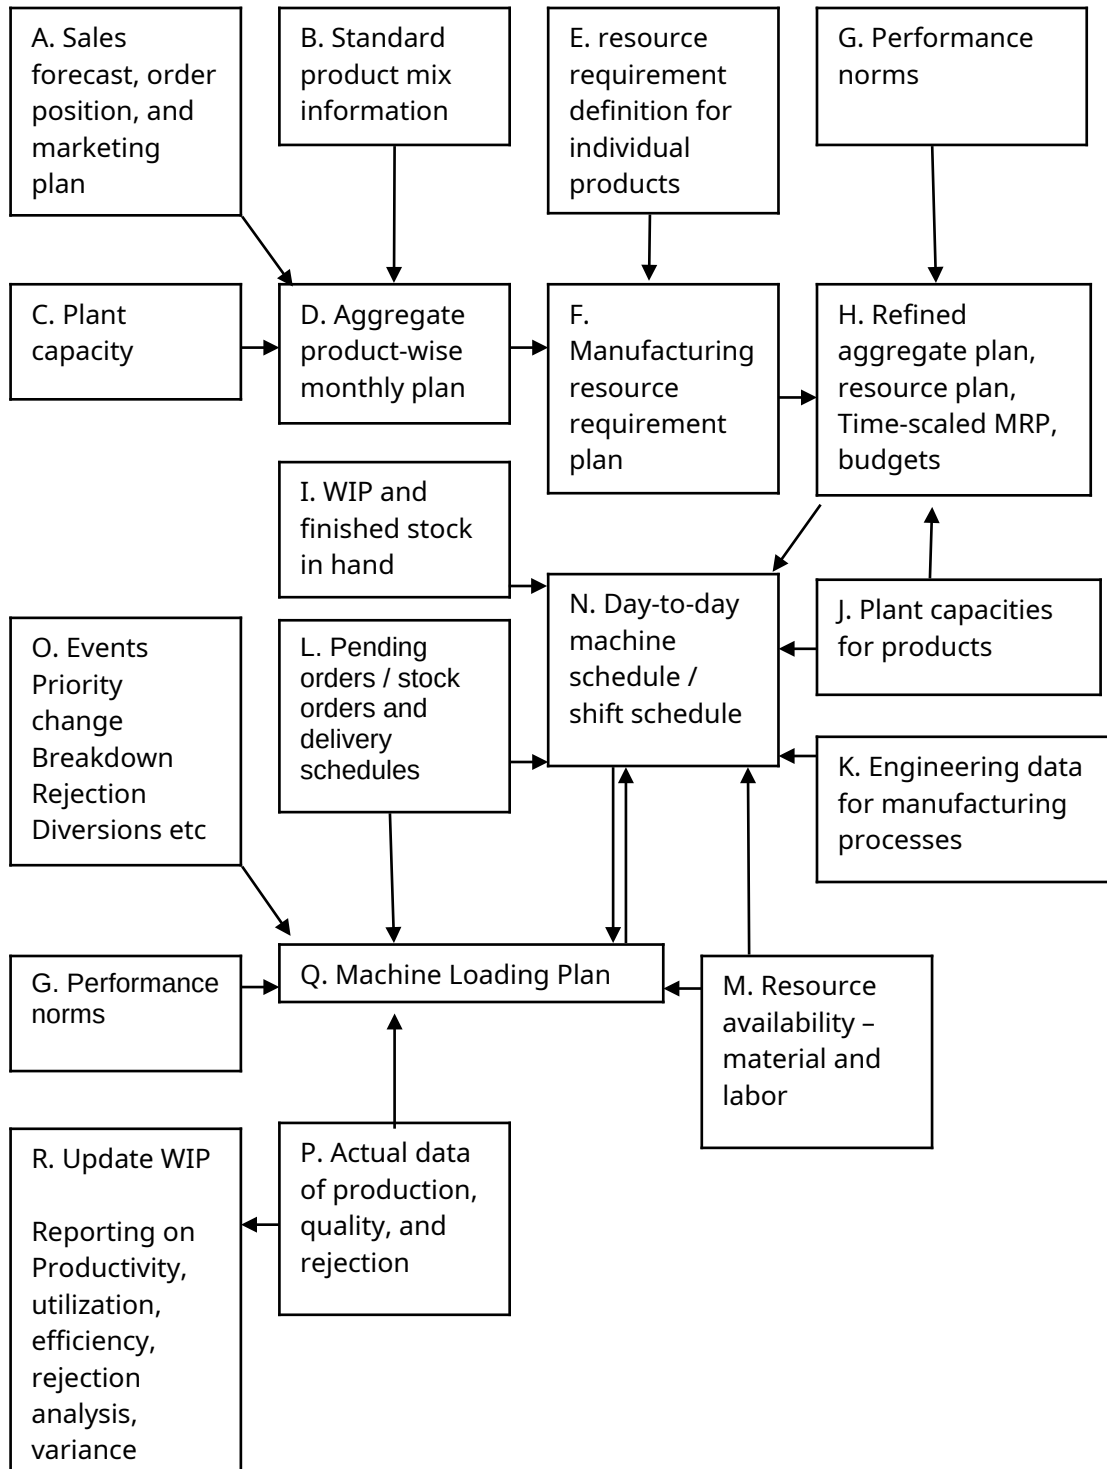 A. Sales
forecast, order
position, and
marketing
plan
B. Standard
product mix
information
E. resource
requirement
definition for
individual
products
G. Performance
norms
C. Plant
capacity
D. Aggregate
product-wise
monthly plan
F.
Manufacturing
resource
requirement
plan
H. Refined
aggregate plan,
resource plan,
Time-scaled MRP,
budgets
I. WIP and
finished stock
in hand
N. Day-to-day
machine
schedule /
shift schedule
J. Plant capacities
for products
O. Events
Priority
change
Breakdown
Rejection
Diversions etc
L. Pending
orders / stock
orders and
delivery
schedules
K. Engineering data
for manufacturing
processes
G. Performance
norms
Q. Machine Loading Plan
M. Resource
availability –
material and
labor
R. Update WIP
Reporting on
Productivity,
utilization,
efficiency,
rejection
analysis,
variance
P. Actual data
of production,
quality, and
rejection